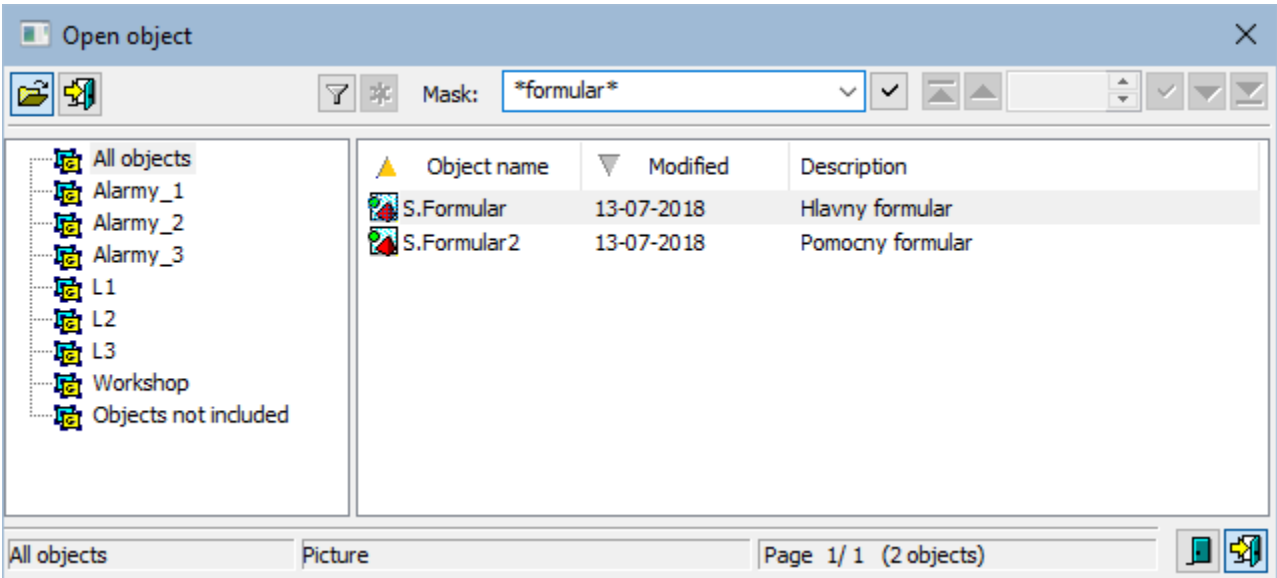 Open object
Mask: *formular*
All objects
Alarmy_1
Alarmy_2
Alarmy_3
L1
L2
L3
Workshop
Objects not included
Object name Modified Description
S.Formular 13-07-2018 Hlavny formular
S.Formular2 13-07-2018 Pomocny formular
All objects Picture Page 1/ 1 (2 objects)